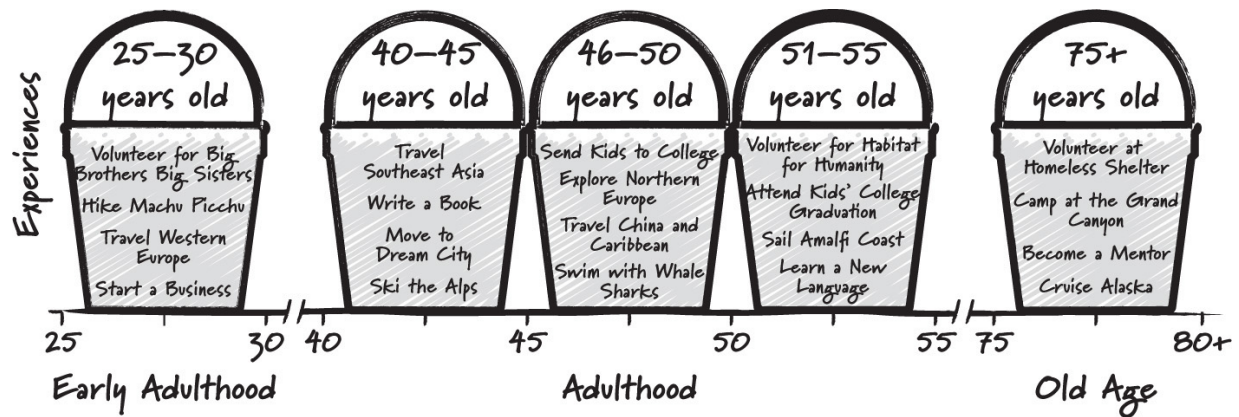 Experiences
25–30
years old
Volunteer for Big
Brothers Big Sisters
Hike Machu Picchu
Travel Western
Europe
Start a Business
40–45
years old
Travel
Southeast Asia
Write a Book
Move to
Dream City
Ski the Alps
46–50
years old
Send Kids to College
Explore Northern
Europe
Travel China and
Caribbean
Swim with Whale
Sharks
51–55
years old
Volunteer for Habitat
for Humanity
Attend Kids' College
Graduation
Sail Amalfi Coast
Learn a New
Language
75+
years old
Volunteer at
Homeless Shelter
Camp at the Grand
Canyon
Become a Mentor
Cruise Alaska
25 30 40 45 50 55 75 80+
Early Adulthood Adulthood Old Age